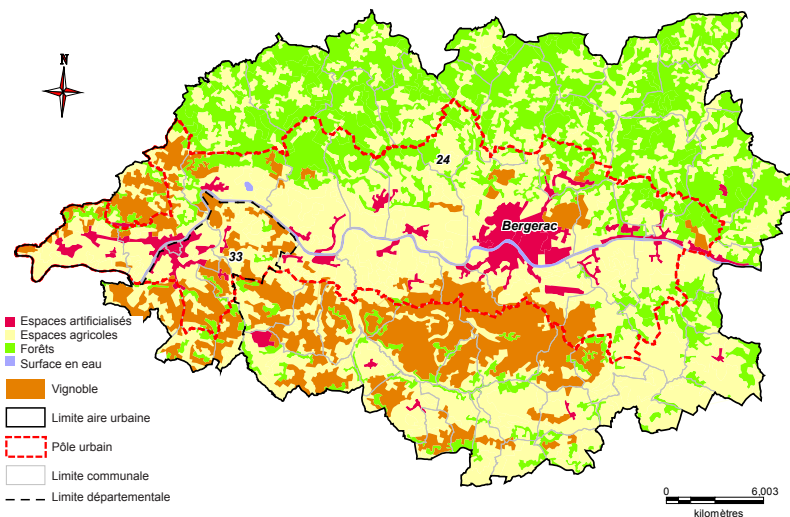 N
24
Bergerac
33
Espaces artificialisés
Espaces agricoles
Forêts
Surface en eau
Vignoble
Limite aire urbaine
Pôle urbain
Limite communale
Limite départementale
0 6,003
kilomètres